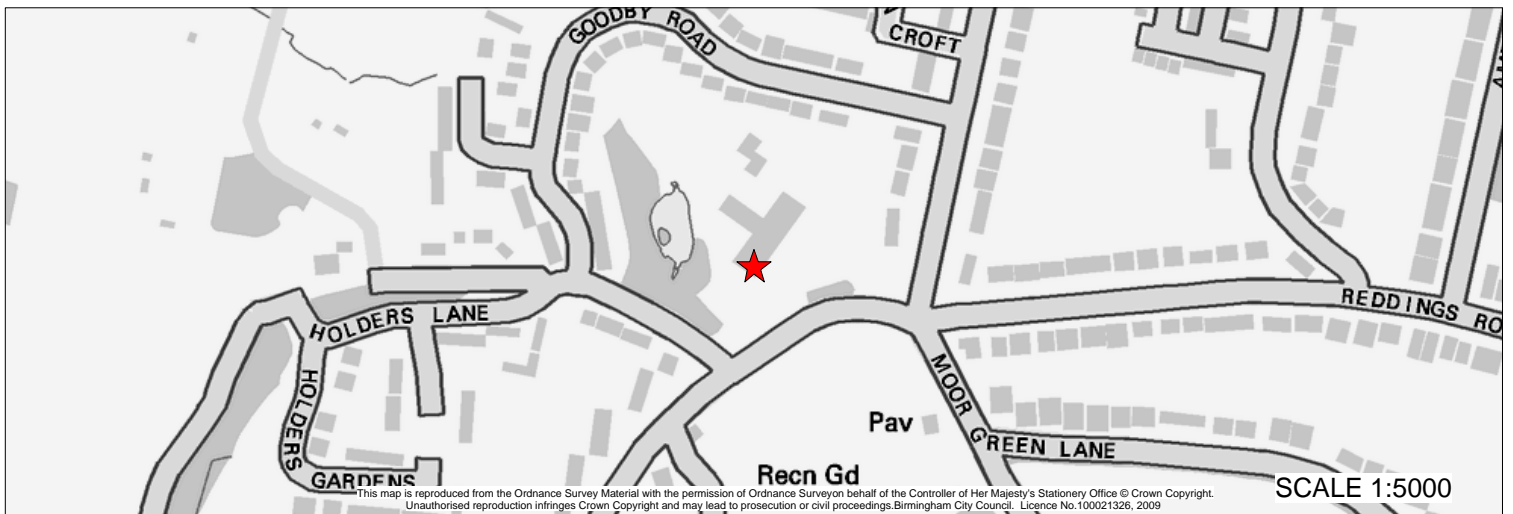 GOODBY ROAD
CROFT
HOLDERS LANE
REDDINGS RO
HOLDERS
GARDENS
MOOR
GREEN LANE
Pav
Recn Gd
SCALE 1:5000
This map is reproduced from the Ordnance Survey Material with the permission of Ordnance Surveyon behalf of the Controller of Her Majesty's Stationery Office © Crown Copyright.
Unauthorised reproduction infringes Crown Copyright and may lead to prosecution or civil proceedings.Birmingham City Council. Licence No.100021326, 2009